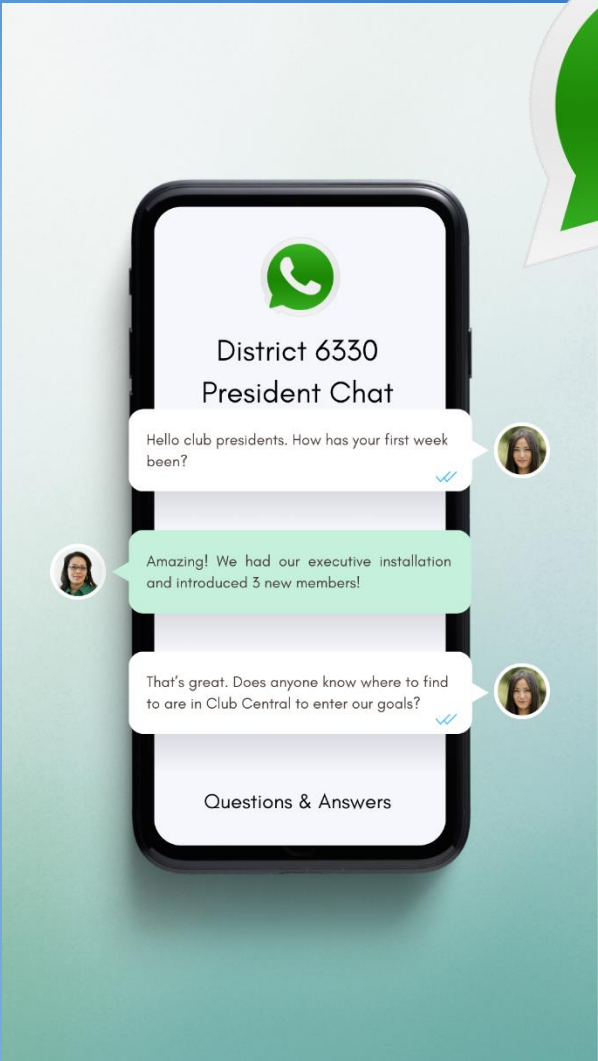 District 6330
President Chat
Hello club presidents. How has your first week
been?
Amazing! We had our executive installation
and introduced 3 new members!
That's great. Does anyone know where to find
to are in Club Central to enter our goals?
Questions & Answers